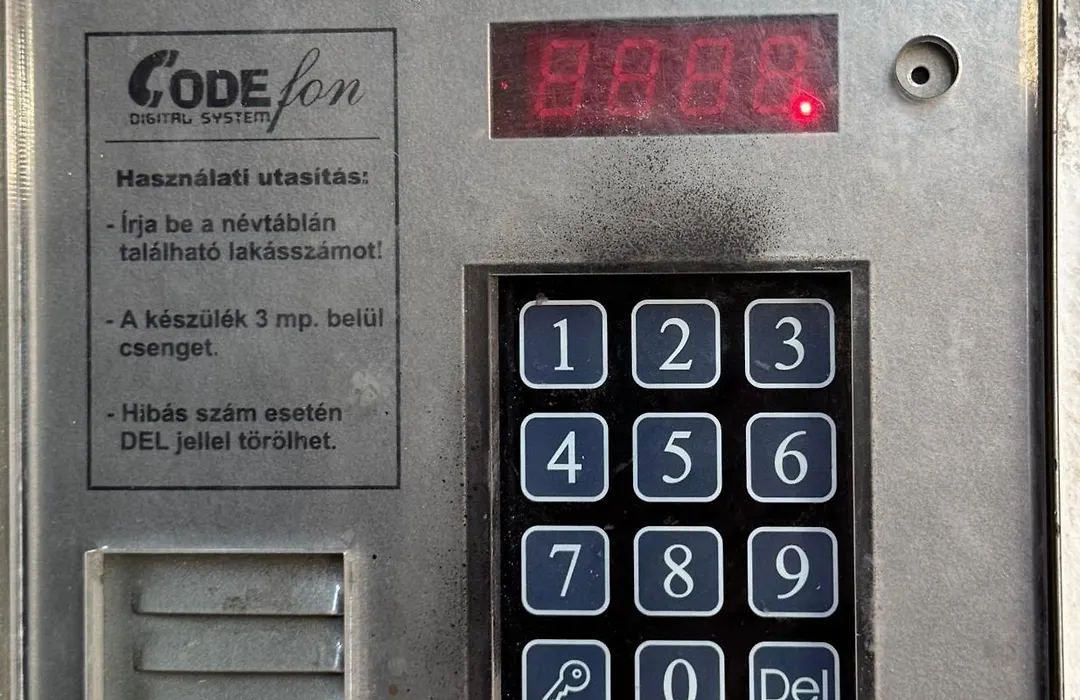 CODE fon
DIGITAL SYSTEM
Használati utasítás:
- Írja be a névtáblán
található lakásszámot!
- A készülék 3 mp. belül
csenget.
- Hibás szám esetén
DEL jellel törölhet.
1 2 3
4 5 6
7 8 9
0 Del